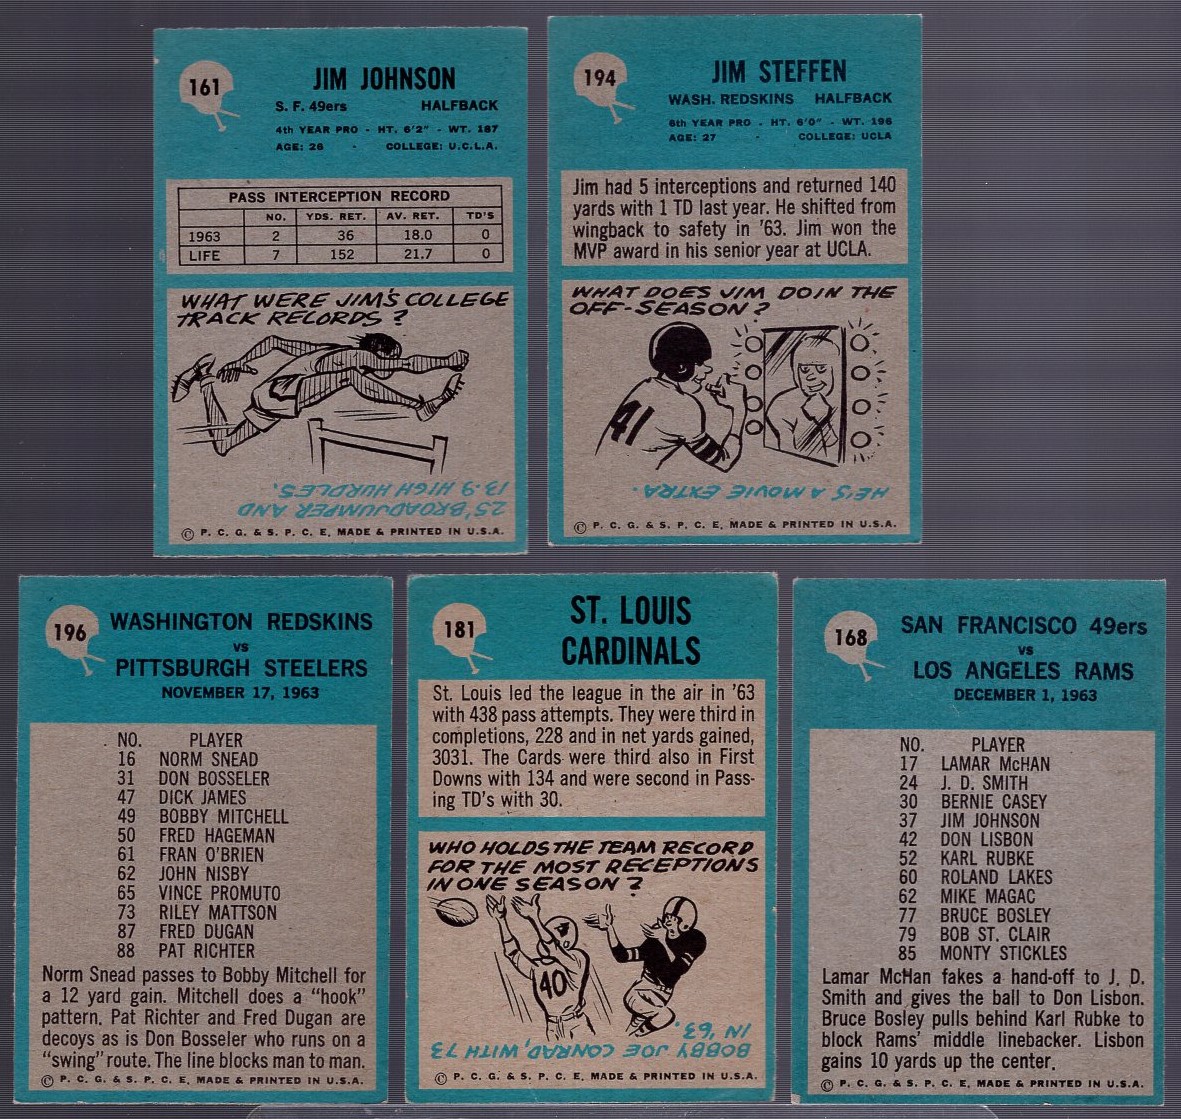 161
JIM JOHNSON
S. F. 49ers HALFBACK
4th YEAR PRO - HT. 6'2" - WT. 187
AGE: 26 - COLLEGE: U.C.L.A.
PASS INTERCEPTION RECORD
NO. YDS. RET. AV. RET. TD'S
1963 2 36 18.0 0
LIFE 7 152 21.7 0
WHAT WERE JIM'S COLLEGE
TRACK RECORDS?
25' BROADJUMPER AND
13.9 HIGH HURDLES.
© P. C. G. & S. P. C. E. MADE & PRINTED IN U.S.A.
194
JIM STEFFEN
WASH. REDSKINS HALFBACK
6th YEAR PRO - HT. 6'0" - WT. 196
AGE: 27 - COLLEGE: UCLA
Jim had 5 interceptions and returned 140
yards with 1 TD last year. He shifted from
wingback to safety in '63. Jim won the
MVP award in his senior year at UCLA.
WHAT DOES JIM DO IN THE
OFF-SEASON?
41
HE'S A MOVIE EXTRA.
© P. C. G. & S. P. C. E. MADE & PRINTED IN U.S.A.
196
WASHINGTON REDSKINS
vs
PITTSBURGH STEELERS
NOVEMBER 17, 1963
NO. PLAYER
16 NORM SNEAD
31 DON BOSSELER
47 DICK JAMES
49 BOBBY MITCHELL
50 FRED HAGEMAN
61 FRAN O'BRIEN
62 JOHN NISBY
65 VINCE PROMUTO
73 RILEY MATTSON
87 FRED DUGAN
88 PAT RICHTER
Norm Snead passes to Bobby Mitchell for
a 12 yard gain. Mitchell does a "hook"
pattern. Pat Richter and Fred Dugan are
decoys as is Don Bosseler who runs on a
"swing" route. The line blocks man to man.
© P. C. G. & S. P. C. E. MADE & PRINTED IN U.S.A.
181
ST. LOUIS
CARDINALS
St. Louis led the league in the air in '63
with 438 pass attempts. They were third in
completions, 228 and in net yards gained,
3031. The Cards were third also in First
Downs with 134 and were second in Pass-
ing TD's with 30.
WHO HOLDS THE TEAM RECORD
FOR THE MOST RECEPTIONS
IN ONE SEASON?
40
BOBBY JOE CONRAD, WITH 73
IN '63.
© P. C. G. & S. P. C. E. MADE & PRINTED IN U.S.A.
168
SAN FRANCISCO 49ers
vs
LOS ANGELES RAMS
DECEMBER 1, 1963
NO. PLAYER
17 LAMAR McHAN
24 J. D. SMITH
30 BERNIE CASEY
37 JIM JOHNSON
42 DON LISBON
52 KARL RUBKE
60 ROLAND LAKES
62 MIKE MAGAC
77 BRUCE BOSLEY
79 BOB ST. CLAIR
85 MONTY STICKLES
Lamar McHan fakes a hand-off to J. D.
Smith and gives the ball to Don Lisbon.
Bruce Bosley pulls behind Karl Rubke to
block Rams' middle linebacker. Lisbon
gains 10 yards up the center.
© P. C. G. & S. P. C. E. MADE & PRINTED IN U.S.A.